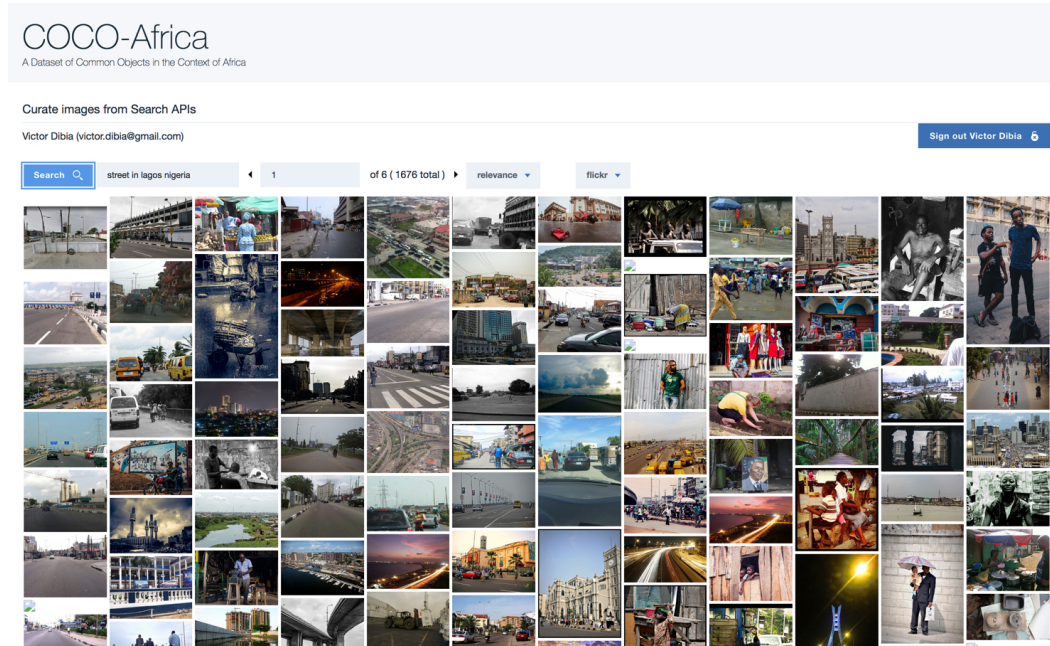 COCO-Africa
A Dataset of Common Objects in the Context of Africa
Curate images from Search APIs
Victor Dibia (victor.dibia@gmail.com)
Sign out Victor Dibia
Search street in lagos nigeria 1 of 6 ( 1676 total ) relevance flickr